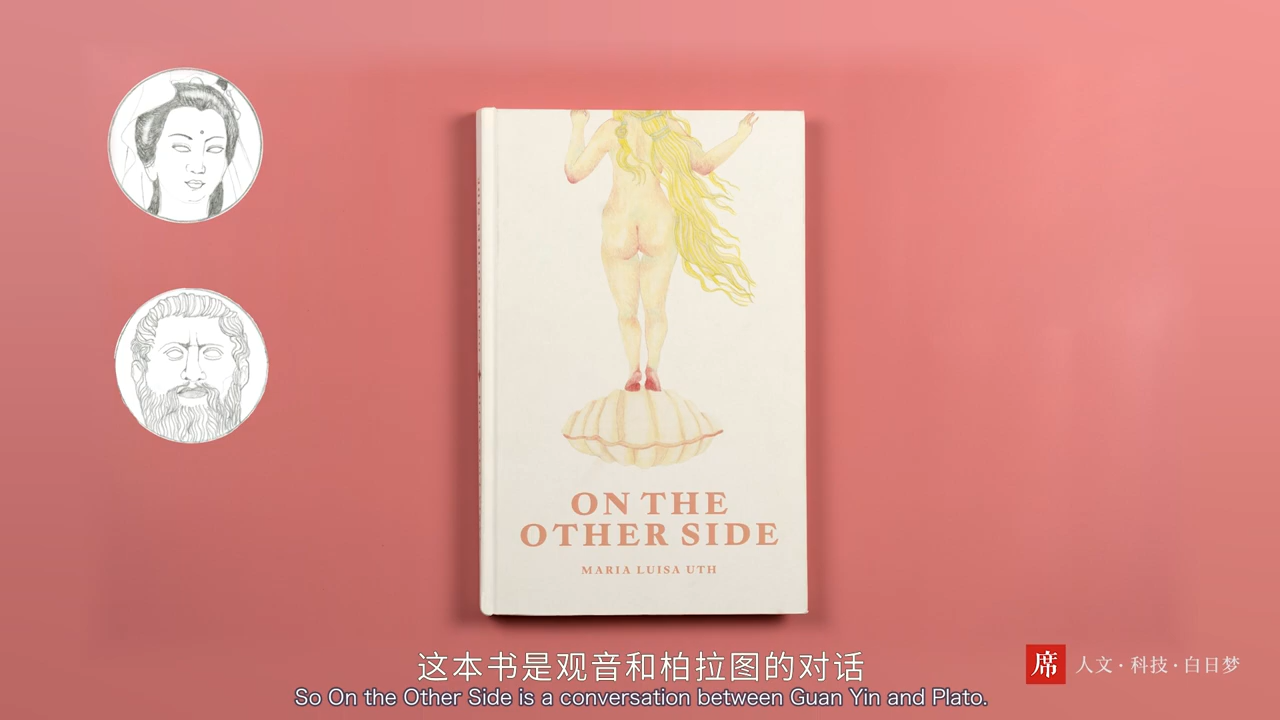 ON THE
OTHER SIDE
MARIA LUISA UTH
这本书是观音和柏拉图的对话
So On the Other Side is a conversation between Guan Yin and Plato.
席 人文·科技·白日梦